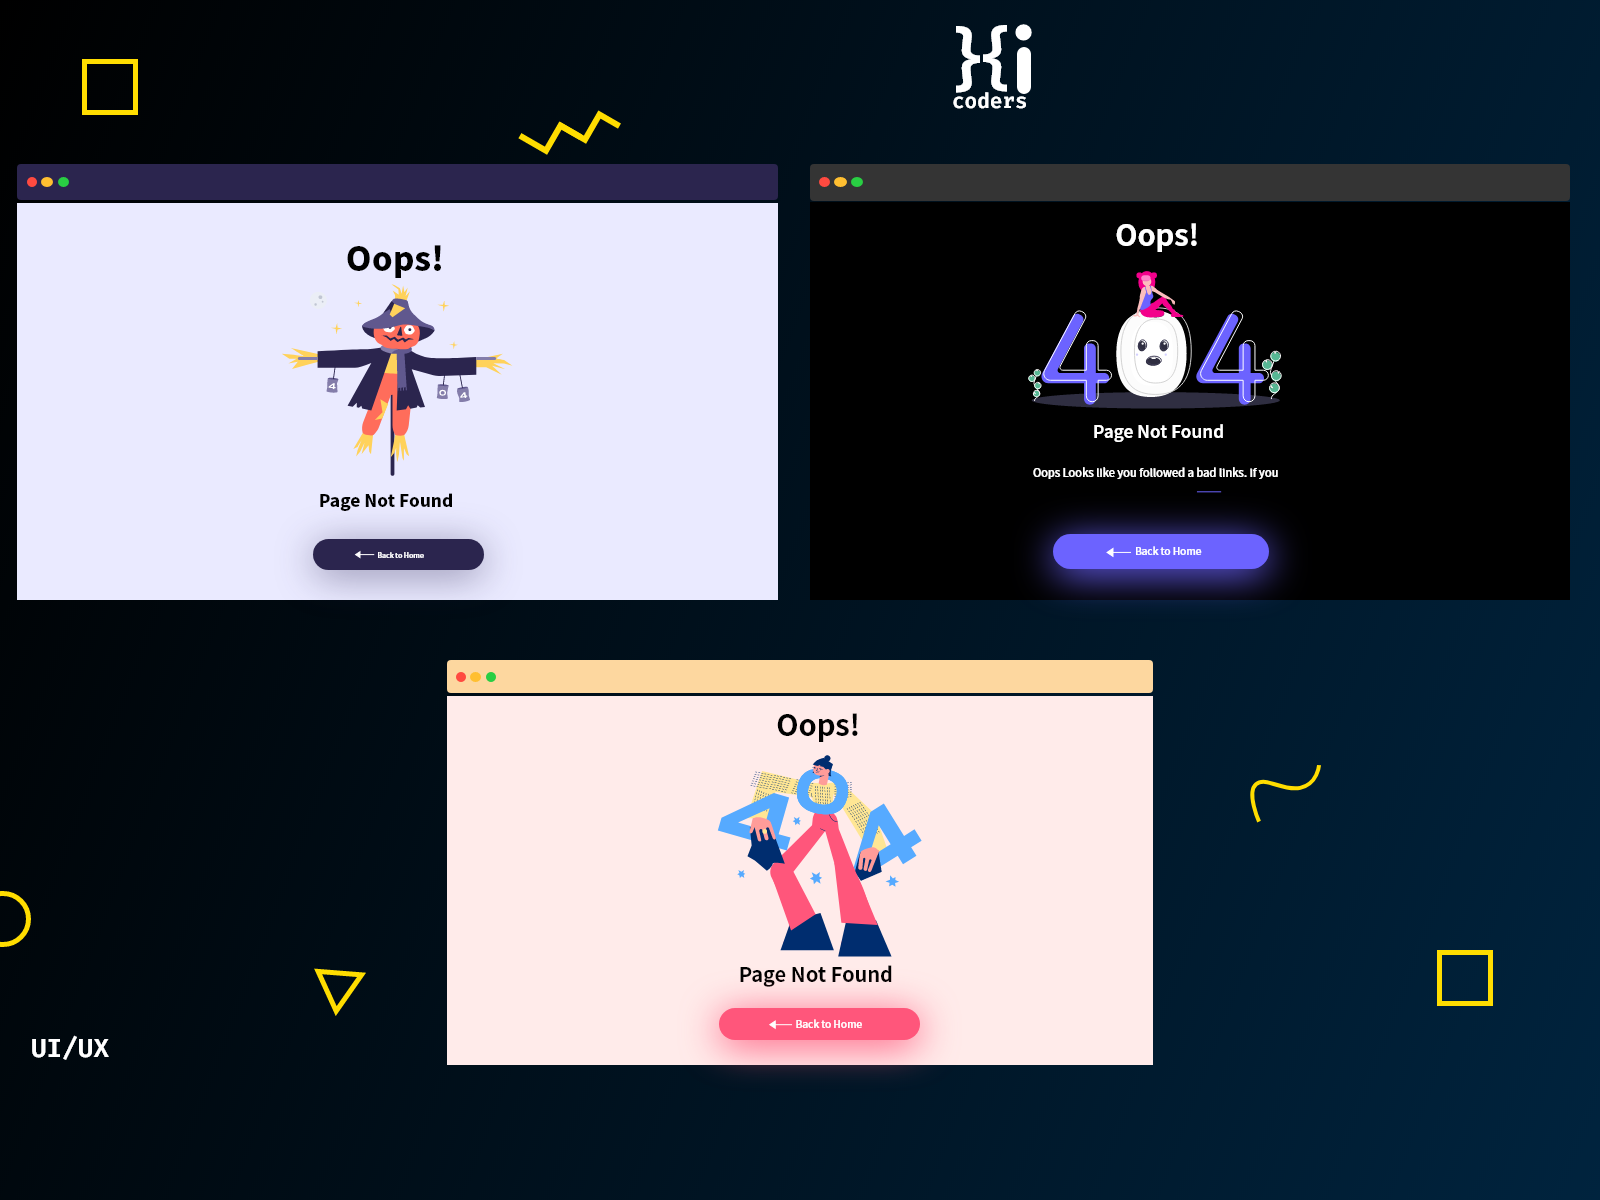 Hi
coders
Oops!
4
0
4
Page Not Found
Back to Home
Oops!
404
Page Not Found
Oops Looks like you followed a bad links. If you
Back to Home
Oops!
404
Page Not Found
Back to Home
UI/UX